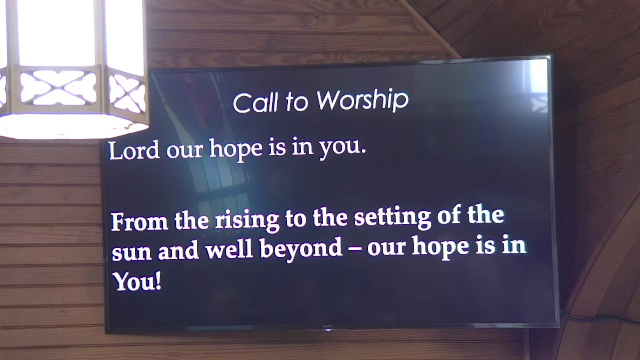 Call to Worship
Lord our hope is in you.
From the rising to the setting of the
sun and well beyond – our hope is in
You!